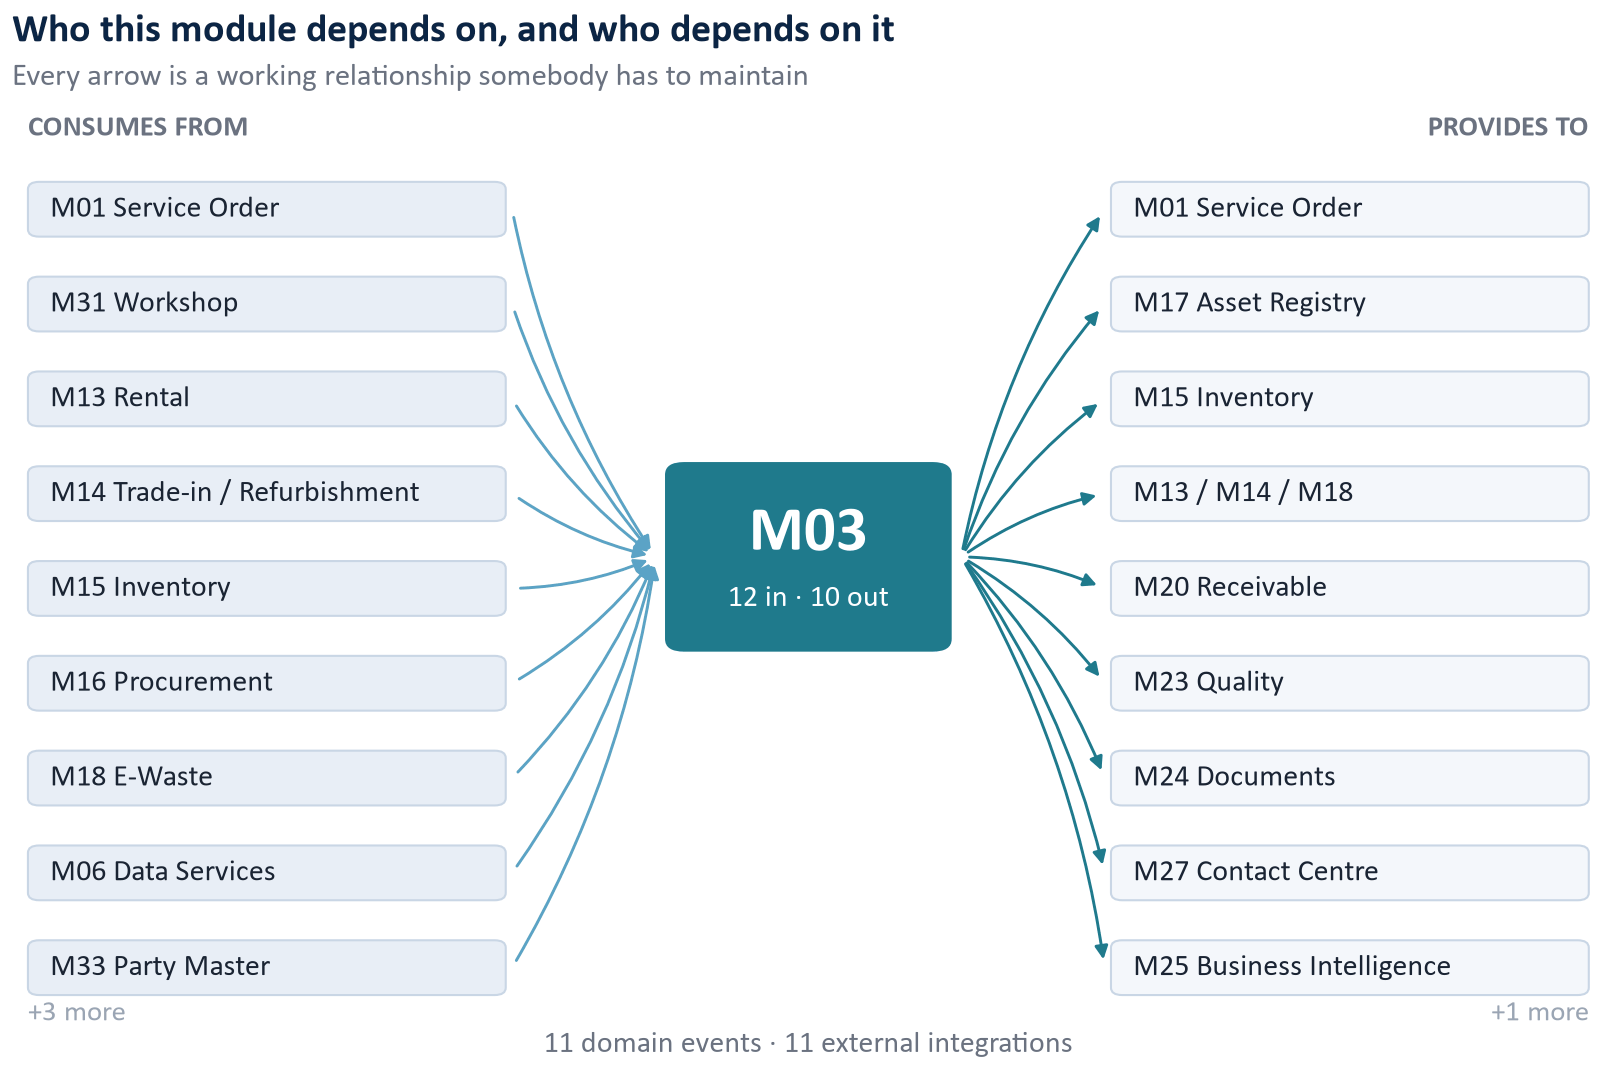 Who this module depends on, and who depends on it
Every arrow is a working relationship somebody has to maintain
CONSUMES FROM
M01 Service Order
M31 Workshop
M13 Rental
M14 Trade-in / Refurbishment
M15 Inventory
M16 Procurement
M18 E-Waste
M06 Data Services
M33 Party Master
+3 more
M03
12 in · 10 out
PROVIDES TO
M01 Service Order
M17 Asset Registry
M15 Inventory
M13 / M14 / M18
M20 Receivable
M23 Quality
M24 Documents
M27 Contact Centre
M25 Business Intelligence
+1 more
11 domain events · 11 external integrations